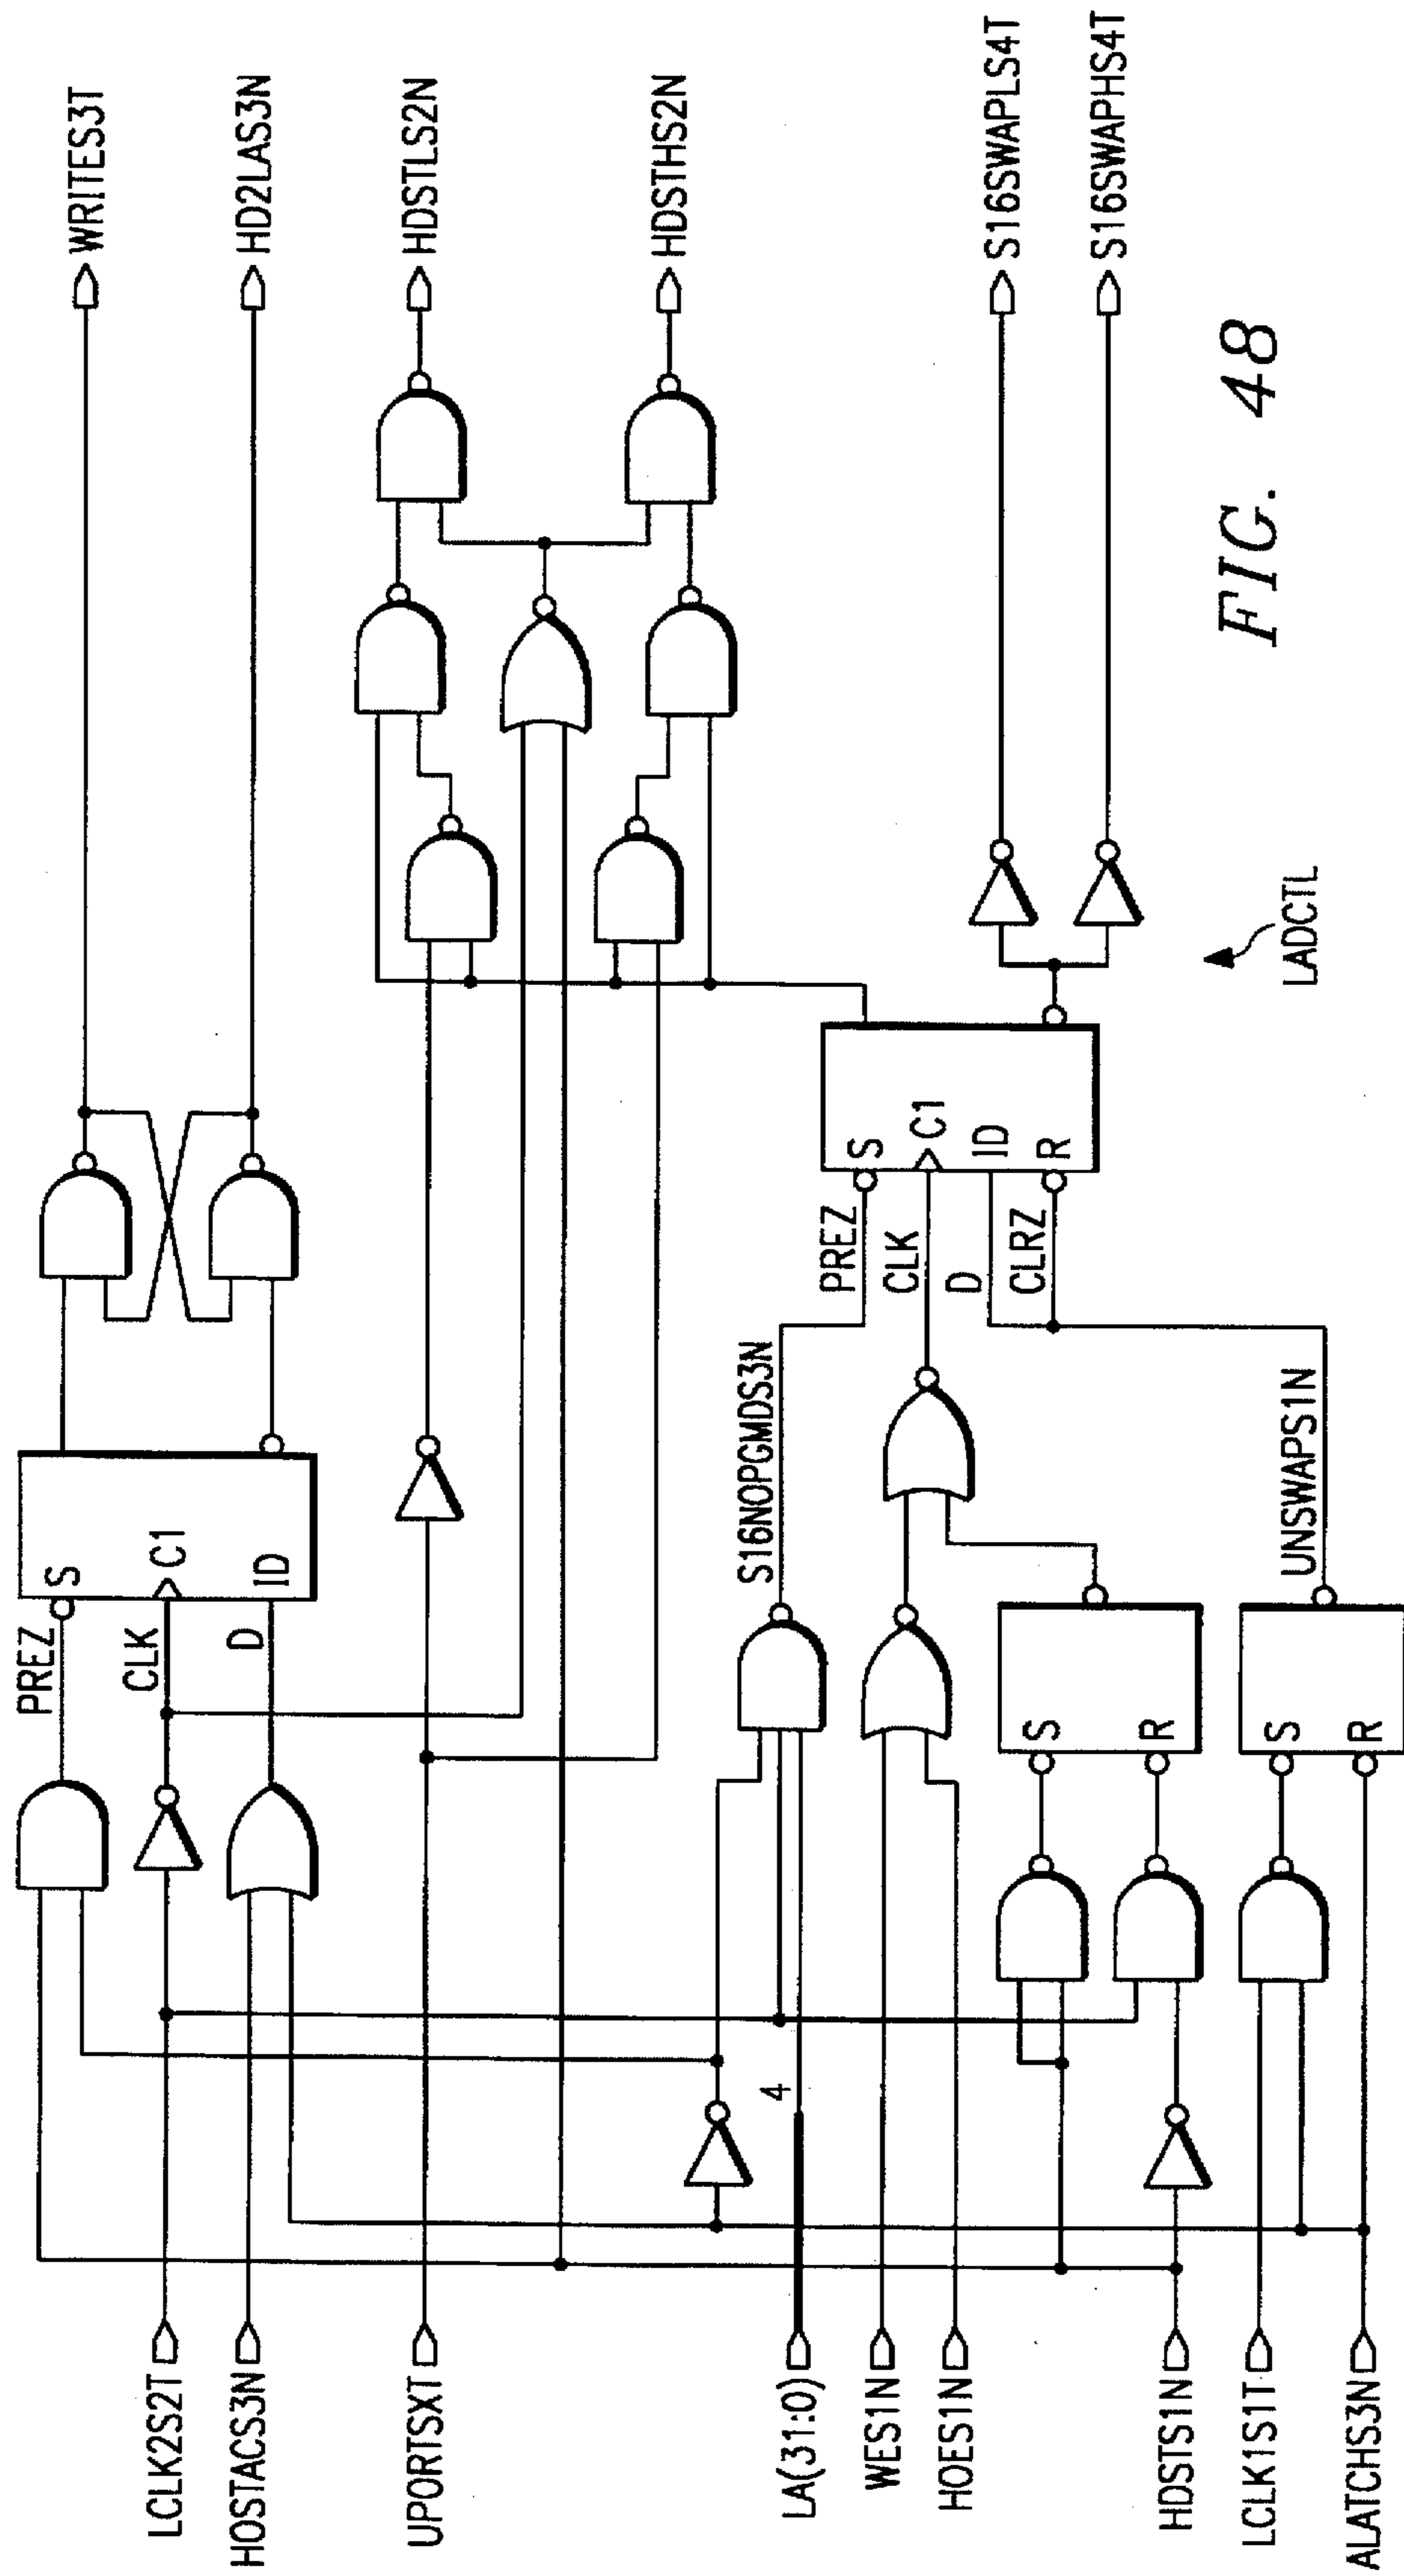 WRITES3T
HD2LAS3N
HDSTLS2N
HDSTHS2N
S16SWAPLS4T
S16SWAPHS4T
FIG. 48
LADCTL
PREZ
S
CLK
C1
D
ID
S16NOPGMDS3N
PREZ
S
CLK
C1
D
ID
CLRZ
R
UNSWAPS1N
S
R
S
R
4
LCLK2S2T
HOSTACS3N
UPORTSXT
LA(31:0)
WES1N
HOES1N
HDSTS1N
LCLK1S1T
ALATCHS3N